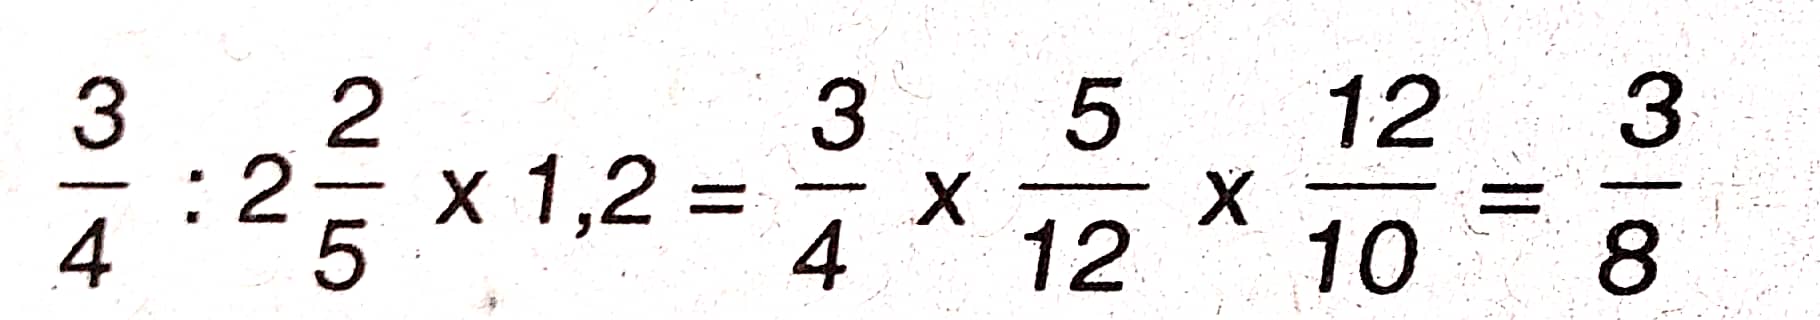 3/4 : 2 2/5 x 1,2 = 3/4 x 5/12 x 12/10 = 3/8